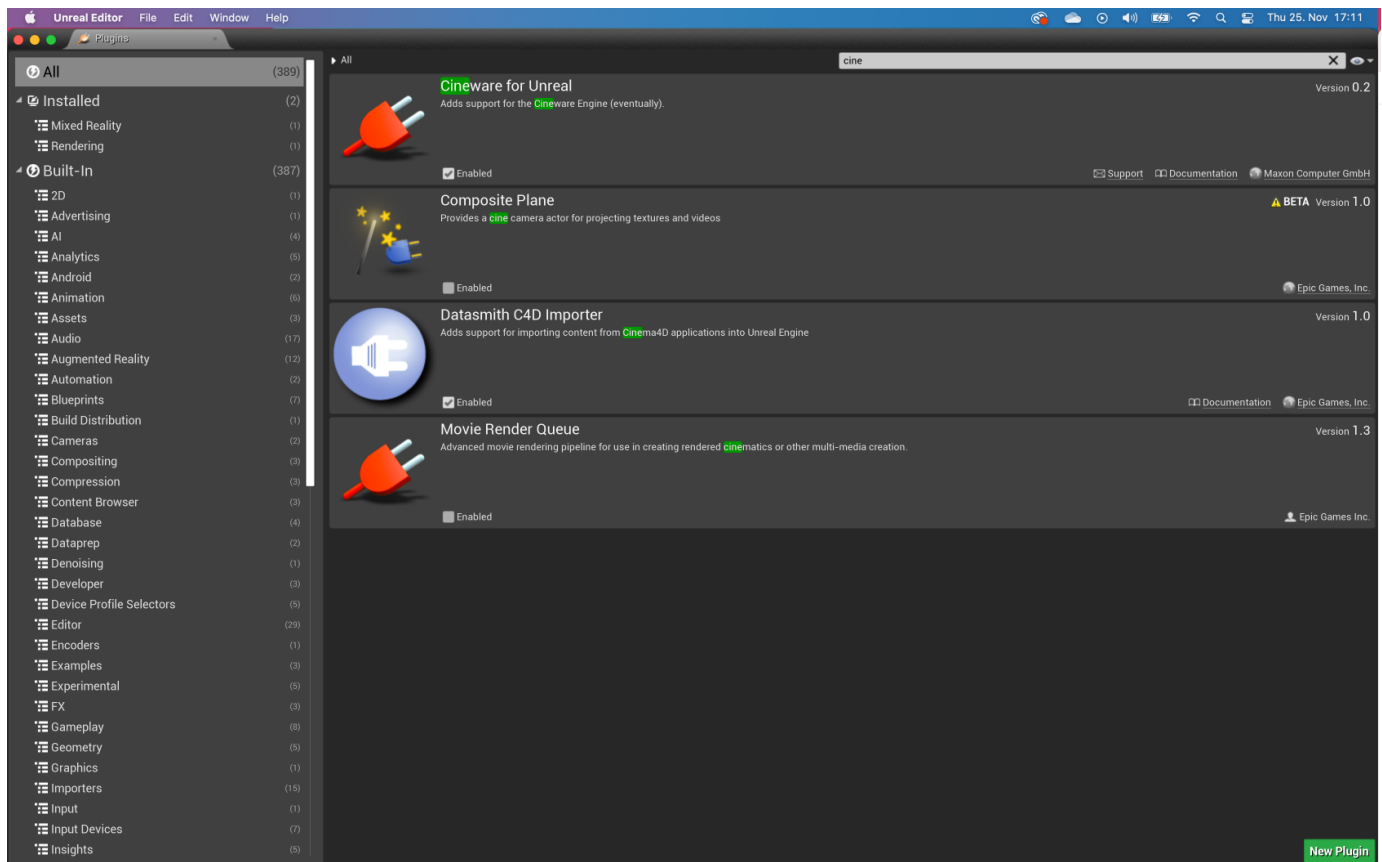 Unreal Editor File Edit Window Help Thu 25. Nov 17:11
Plugins
All (389)
Installed (2)
Mixed Reality (1)
Rendering (1)
Built-In (387)
2D (1)
Advertising (1)
AI (4)
Analytics (5)
Android (2)
Animation (6)
Assets (3)
Audio (17)
Augmented Reality (12)
Automation (2)
Blueprints (7)
Build Distribution (1)
Cameras (2)
Compositing (3)
Compression (3)
Content Browser (3)
Database (4)
Dataprep (2)
Denoising (1)
Developer (3)
Device Profile Selectors (5)
Editor (29)
Encoders (1)
Examples (3)
Experimental (5)
FX (3)
Gameplay (8)
Geometry (5)
Graphics (1)
Importers (15)
Input (1)
Input Devices (7)
Insights (5)
All
cine
Cineware for Unreal Version 0.2
Adds support for the Cineware Engine (eventually).
Enabled Support Documentation Maxon Computer GmbH
Composite Plane BETA Version 1.0
Provides a cine camera actor for projecting textures and videos
Enabled Epic Games, Inc.
Datasmith C4D Importer Version 1.0
Adds support for importing content from Cinema4D applications into Unreal Engine
Enabled Documentation Epic Games, Inc.
Movie Render Queue Version 1.3
Advanced movie rendering pipeline for use in creating rendered cinematics or other multi-media creation.
Enabled Epic Games Inc.
New Plugin